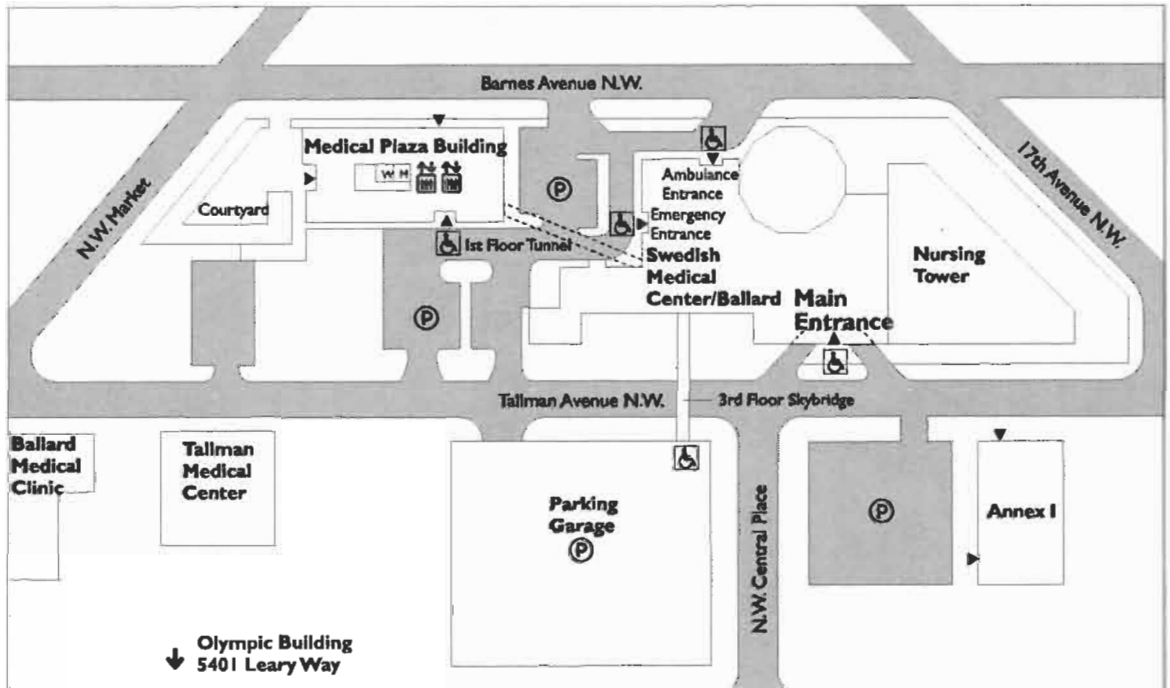 Barnes Avenue N.W.
Medical Plaza Building
W M
Courtyard
N.W. Market
P
1st Floor Tunnel
P
Ambulance
Entrance
Emergency
Entrance
Swedish
Medical
Center/Ballard
Main
Entrance
Nursing
Tower
17th Avenue N.W.
Tallman Avenue N.W.
3rd Floor Skybridge
Ballard
Medical
Clinic
Tallman
Medical
Center
Parking
Garage
P
N.W. Central Place
P
Annex I
Olympic Building
5401 Leary Way